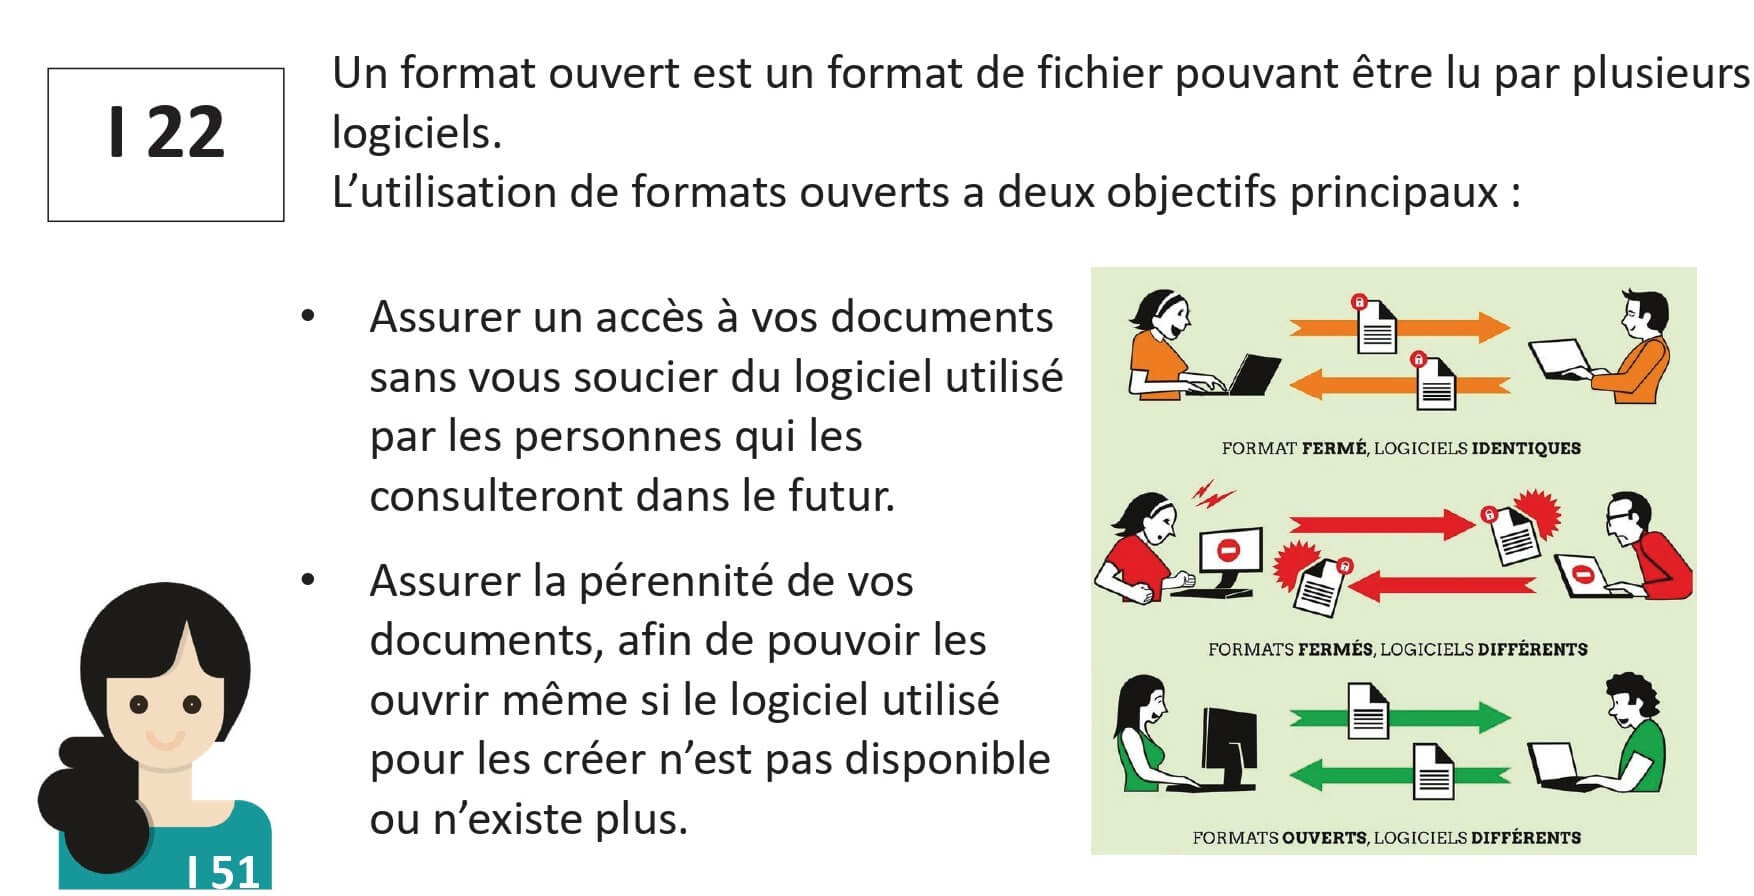 I 22
Un format ouvert est un format de fichier pouvant être lu par plusieurs
logiciels.
L’utilisation de formats ouverts a deux objectifs principaux :
• Assurer un accès à vos documents
sans vous soucier du logiciel utilisé
par les personnes qui les
consulteront dans le futur.
• Assurer la pérennité de vos
documents, afin de pouvoir les
ouvrir même si le logiciel utilisé
pour les créer n’est pas disponible
ou n’existe plus.
FORMAT FERMÉ, LOGICIELS IDENTIQUES
FORMATS FERMÉS, LOGICIELS DIFFÉRENTS
FORMATS OUVERTS, LOGICIELS DIFFÉRENTS
I 51